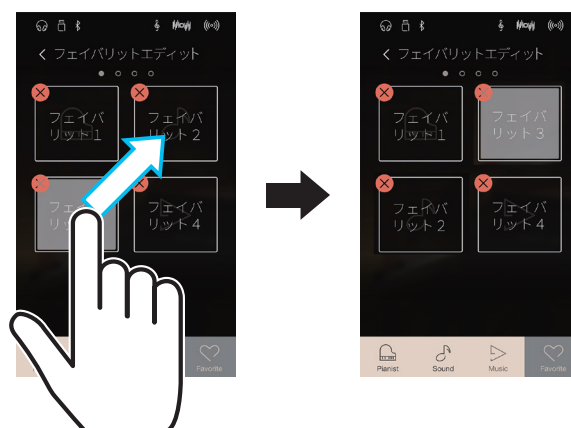 フェイバリットエディット
フェイバ
リット1
フェイバ
リット2
フェイ
リッ
フェイバ
リット4
Favorite
フェイバリットエディット
フェイバ
リット1
フェイバ
リット3
フェイバ
リット2
フェイバ
リット4
Pianist
Sound
Music
Favorite